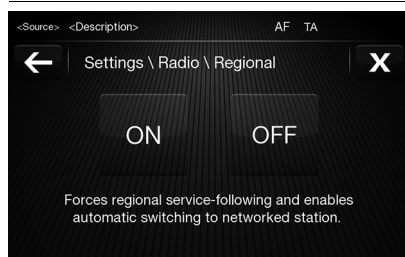 <Source> <Description> AF TA
Settings \ Radio \ Regional X
ON OFF
Forces regional service-following and enables
automatic switching to networked station.